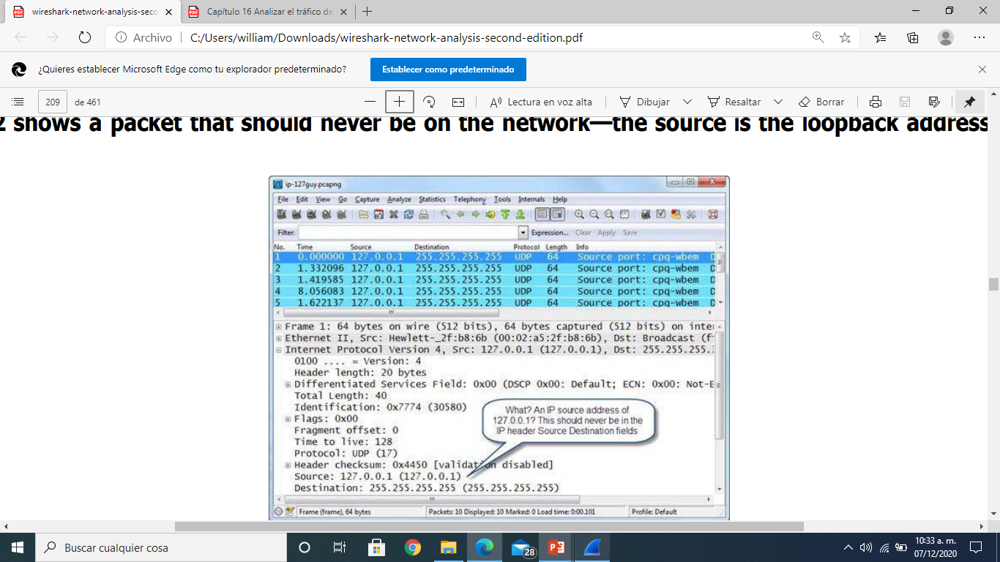 wireshark-network-analysis-seco
Capítulo 16 Analizar el tráfico de
Archivo
C:/Users/william/Downloads/wireshark-network-analysis-second-edition.pdf
¿Quieres establecer Microsoft Edge como tu explorador predeterminado?
Establecer como predeterminado
209 de 461
Lectura en voz alta
Dibujar
Resaltar
Borrar
2 shows a packet that should never be on the network—the source is the loopback address
ip-127guy.pcapng
File Edit View Go Capture Analyze Statistics Telephony Tools Internals Help
Filter: Expression... Clear Apply Save
No. Time Source Destination Protocol Length Info
1 0.000000 127.0.0.1 255.255.255.255 UDP 64 Source port: cpq-wbem D
2 1.332096 127.0.0.1 255.255.255.255 UDP 64 Source port: cpq-wbem D
3 1.419585 127.0.0.1 255.255.255.255 UDP 64 Source port: cpq-wbem D
4 8.056083 127.0.0.1 255.255.255.255 UDP 64 Source port: cpq-wbem D
5 1.622137 127.0.0.1 255.255.255.255 UDP 64 Source port: cpq-wbem D
Frame 1: 64 bytes on wire (512 bits), 64 bytes captured (512 bits) on inte
Ethernet II, Src: Hewlett-_2f:b8:6b (00:02:a5:2f:b8:6b), Dst: Broadcast (f
Internet Protocol Version 4, Src: 127.0.0.1 (127.0.0.1), Dst: 255.255.255.
0100 .... = Version: 4
Header length: 20 bytes
Differentiated Services Field: 0x00 (DSCP 0x00: Default; ECN: 0x00: Not-E
Total Length: 40
Identification: 0x7774 (30580)
Flags: 0x00
Fragment offset: 0
Time to live: 128
Protocol: UDP (17)
Header checksum: 0x4450 [validation disabled]
Source: 127.0.0.1 (127.0.0.1)
Destination: 255.255.255.255 (255.255.255.255)
What? An IP source address of
127.0.0.1? This should never be in the
IP header Source Destination fields
Frame (frame), 64 bytes
Packets: 10 Displayed: 10 Marked: 0 Load time: 0:00.101
Profile: Default
Buscar cualquier cosa
28
10:33 a. m.
07/12/2020